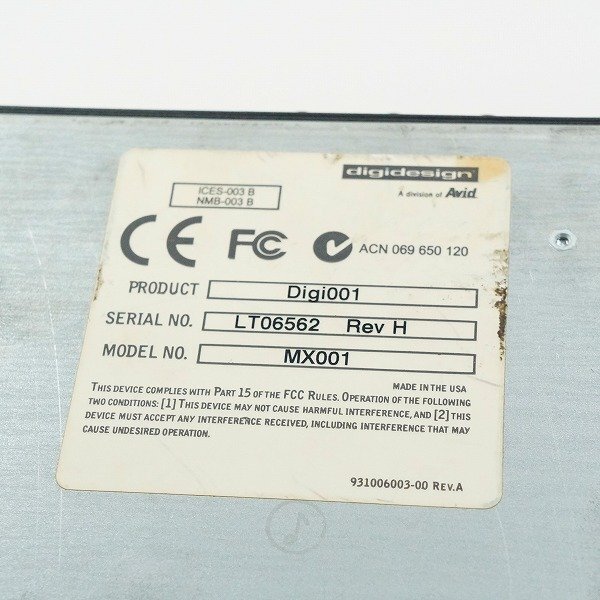 digidesign
A division of Avid
ICES-003 B
NMB-003 B
CE FC ACN 069 650 120
PRODUCT Digi001
SERIAL NO. LT06562 Rev H
MODEL NO. MX001
MADE IN THE USA
THIS DEVICE COMPLIES WITH PART 15 OF THE FCC RULES. OPERATION OF THE FOLLOWING
TWO CONDITIONS: [1] THIS DEVICE MAY NOT CAUSE HARMFUL INTERFERENCE, AND [2] THIS
DEVICE MUST ACCEPT ANY INTERFERENCE RECEIVED, INCLUDING INTERFERENCE THAT MAY
CAUSE UNDESIRED OPERATION.
931006003-00 REV.A